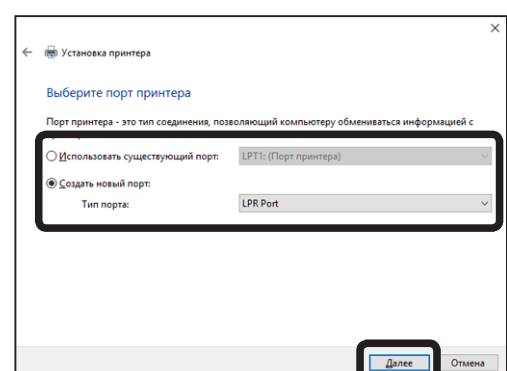 Установка принтера
Выберите порт принтера
Порт принтера - это тип соединения, позволяющий компьютеру обмениваться информацией с
Использовать существующий порт: LPT1: (Порт принтера)
Создать новый порт:
Тип порта: LPR Port
Далее Отмена